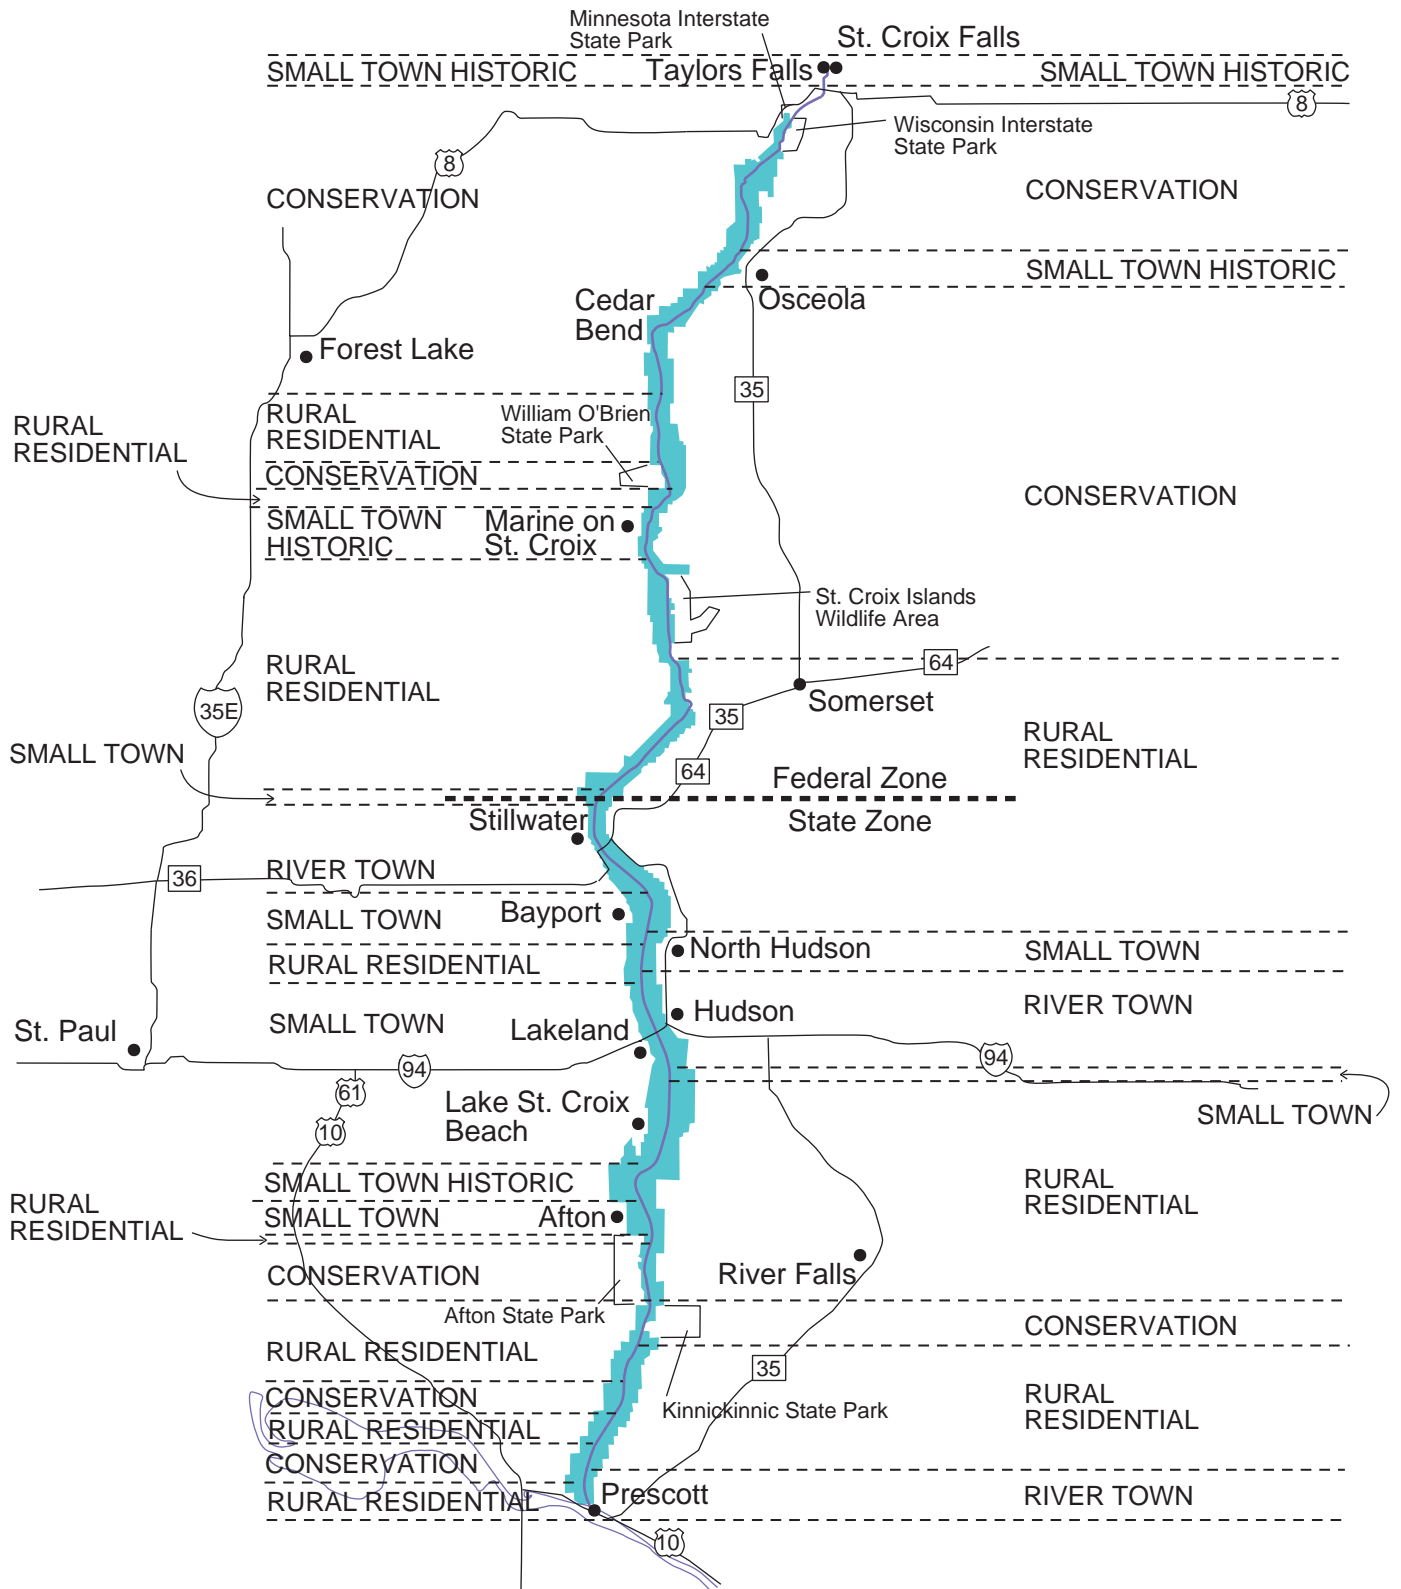 Minnesota Interstate
State Park
St. Croix Falls
SMALL TOWN HISTORIC
Taylors Falls
SMALL TOWN HISTORIC
8
Wisconsin Interstate
State Park
8
CONSERVATION
CONSERVATION
SMALL TOWN HISTORIC
Cedar
Bend
Osceola
Forest Lake
35
RURAL
RESIDENTIAL
RURAL
RESIDENTIAL
William O'Brien
State Park
CONSERVATION
CONSERVATION
SMALL TOWN
HISTORIC
Marine on
St. Croix
St. Croix Islands
Wildlife Area
RURAL
RESIDENTIAL
64
Somerset
35E
35
RURAL
RESIDENTIAL
SMALL TOWN
64
Federal Zone
State Zone
Stillwater
RIVER TOWN
36
SMALL TOWN
Bayport
North Hudson
SMALL TOWN
RURAL RESIDENTIAL
Hudson
RIVER TOWN
SMALL TOWN
Lakeland
St. Paul
94
94
61
Lake St. Croix
Beach
SMALL TOWN
10
SMALL TOWN HISTORIC
RURAL
RESIDENTIAL
RURAL
RESIDENTIAL
SMALL TOWN
Afton
CONSERVATION
River Falls
Afton State Park
CONSERVATION
RURAL RESIDENTIAL
35
CONSERVATION
Kinnickinnic State Park
RURAL
RESIDENTIAL
RURAL RESIDENTIAL
CONSERVATION
RURAL RESIDENTIAL
Prescott
RIVER TOWN
10